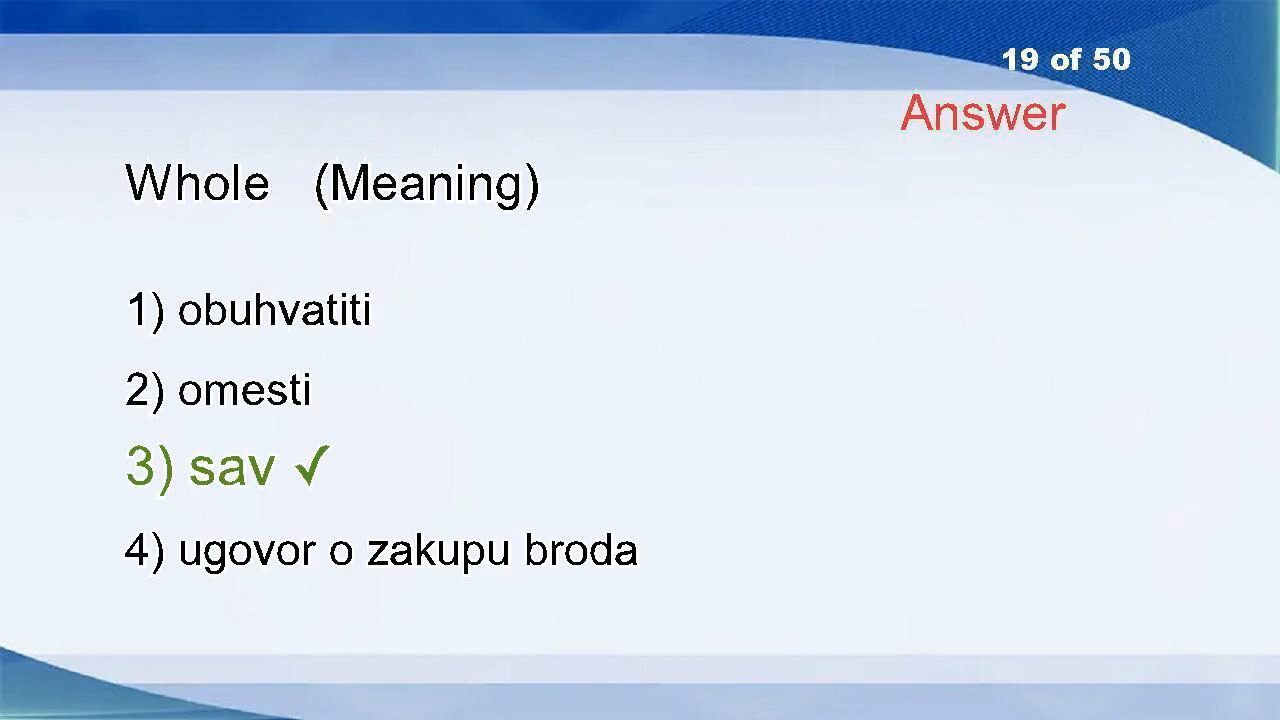 19 of 50
Answer
Whole (Meaning)
1) obuhvatiti
2) omesti
3) sav ✓
4) ugovor o zakupu broda